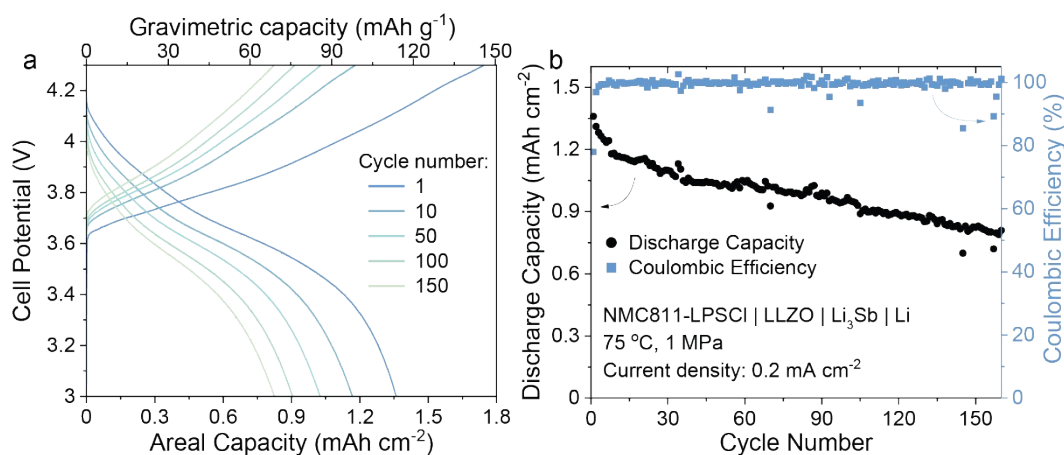 Gravimetric capacity (mAh g⁻¹)
0 30 60 90 120 150
a
4.2
4
3.8
3.6
3.4
3.2
3
Cell Potential (V)
Cycle number:
1
10
50
100
150
0 0.3 0.6 0.9 1.2 1.5 1.8
Areal Capacity (mAh cm⁻²)
b
1.5
1.2
0.9
0.6
0.3
0
Discharge Capacity (mAh cm⁻²)
Discharge Capacity
Coulombic Efficiency
NMC811-LPSCl | LLZO | Li₃Sb | Li
75 ºC, 1 MPa
Current density: 0.2 mA cm⁻²
100
80
60
40
20
0
Coulombic Efficiency (%)
0 30 60 90 120 150
Cycle Number